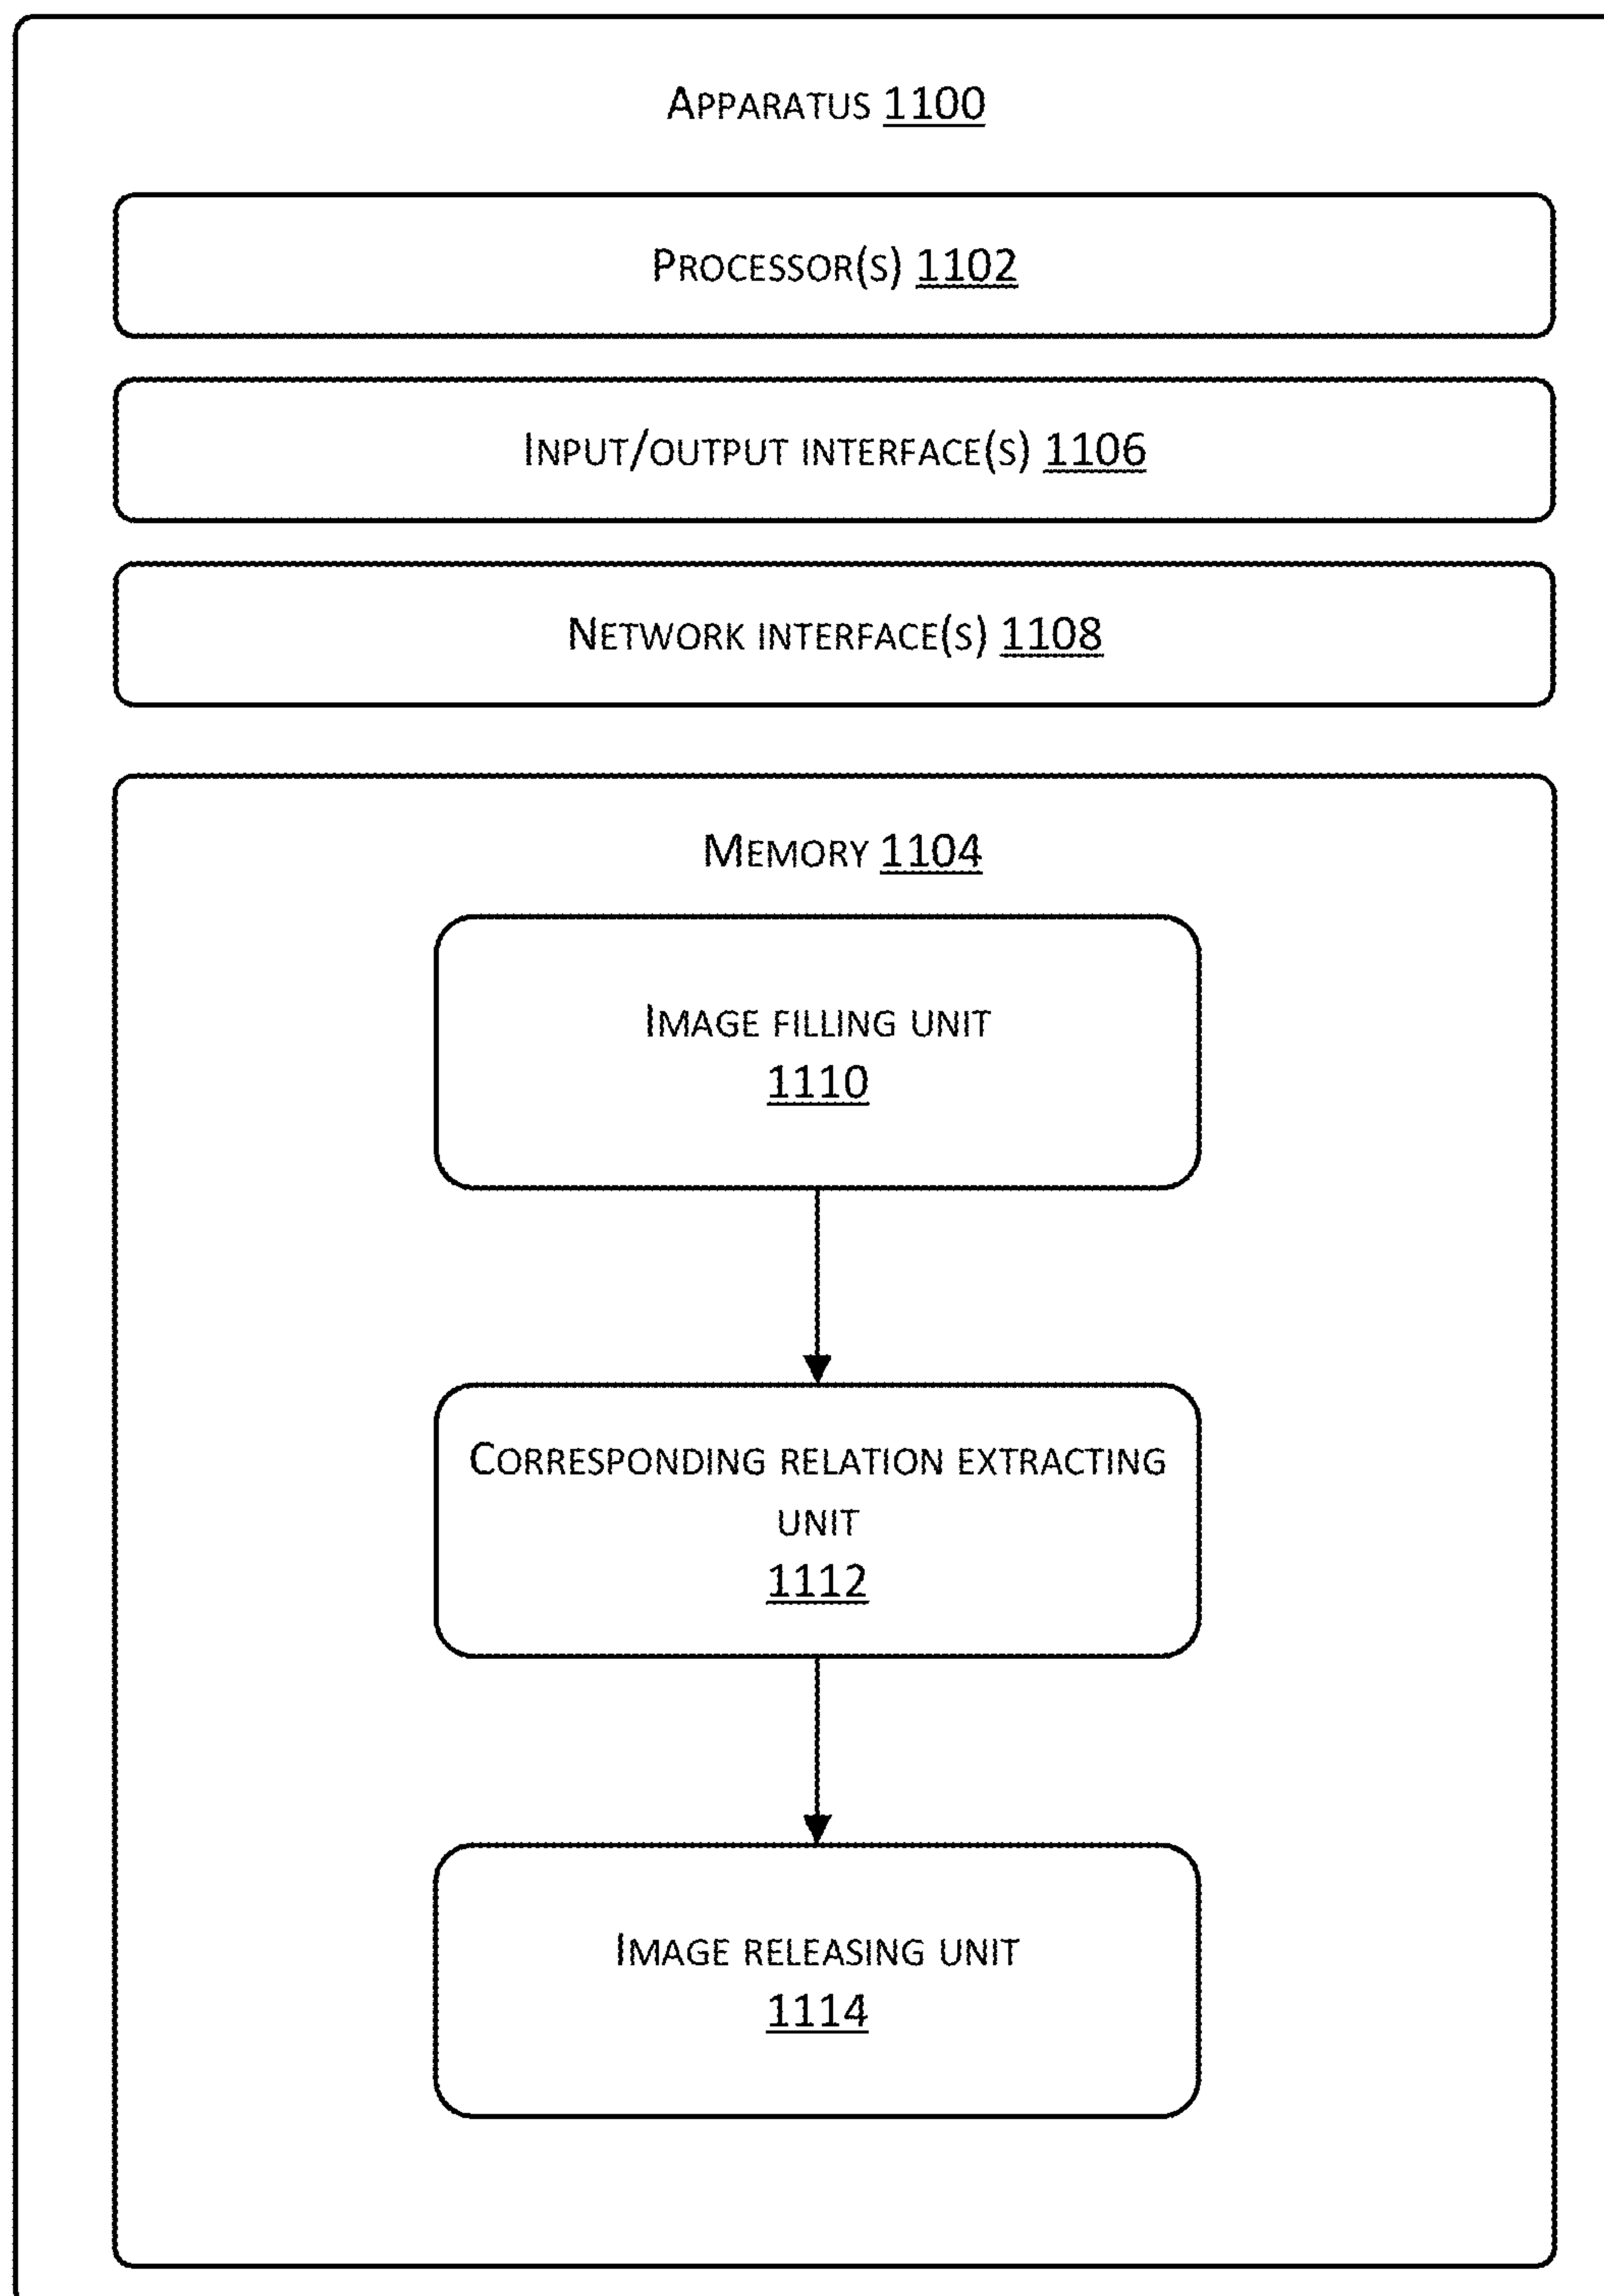 APPARATUS 1100
PROCESSOR(S) 1102
INPUT/OUTPUT INTERFACE(S) 1106
NETWORK INTERFACE(S) 1108
MEMORY 1104
IMAGE FILLING UNIT
1110
CORRESPONDING RELATION EXTRACTING
UNIT
1112
IMAGE RELEASING UNIT
1114